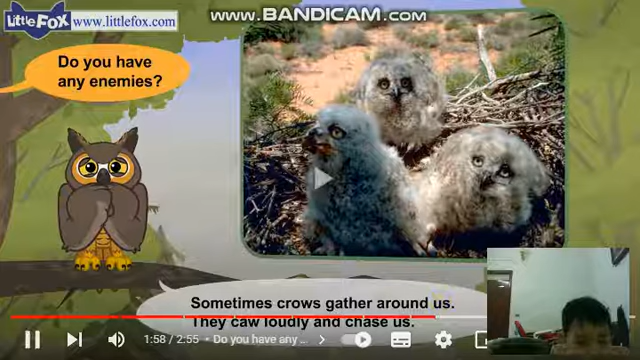 LITTLE FOX
www.littlefox.com
www.BANDICAM.com
Do you have
any enemies?
Sometimes crows gather around us.
They caw loudly and chase us.
1:58 / 2:55 • Do you have any ...